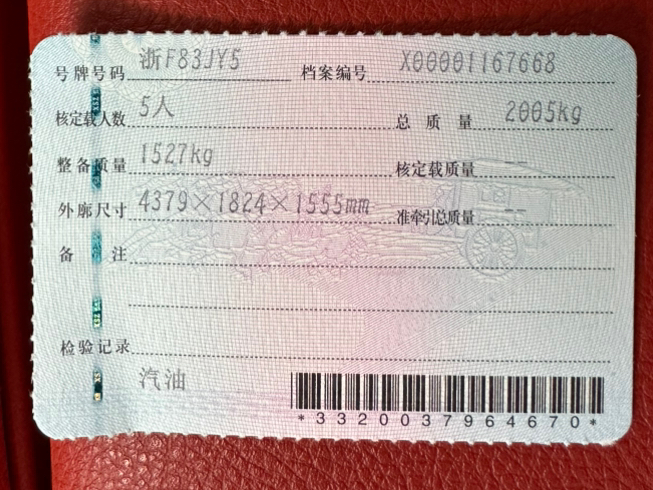 号牌号码 浙F83JY5 档案编号 X00001167668
核定载人数 5人 总质量 2005kg
整备质量 1527kg 核定载质量 --
外廓尺寸 4379×1824×1555mm 准牵引总质量 --
备注
检验记录
汽油
*3320037964670*